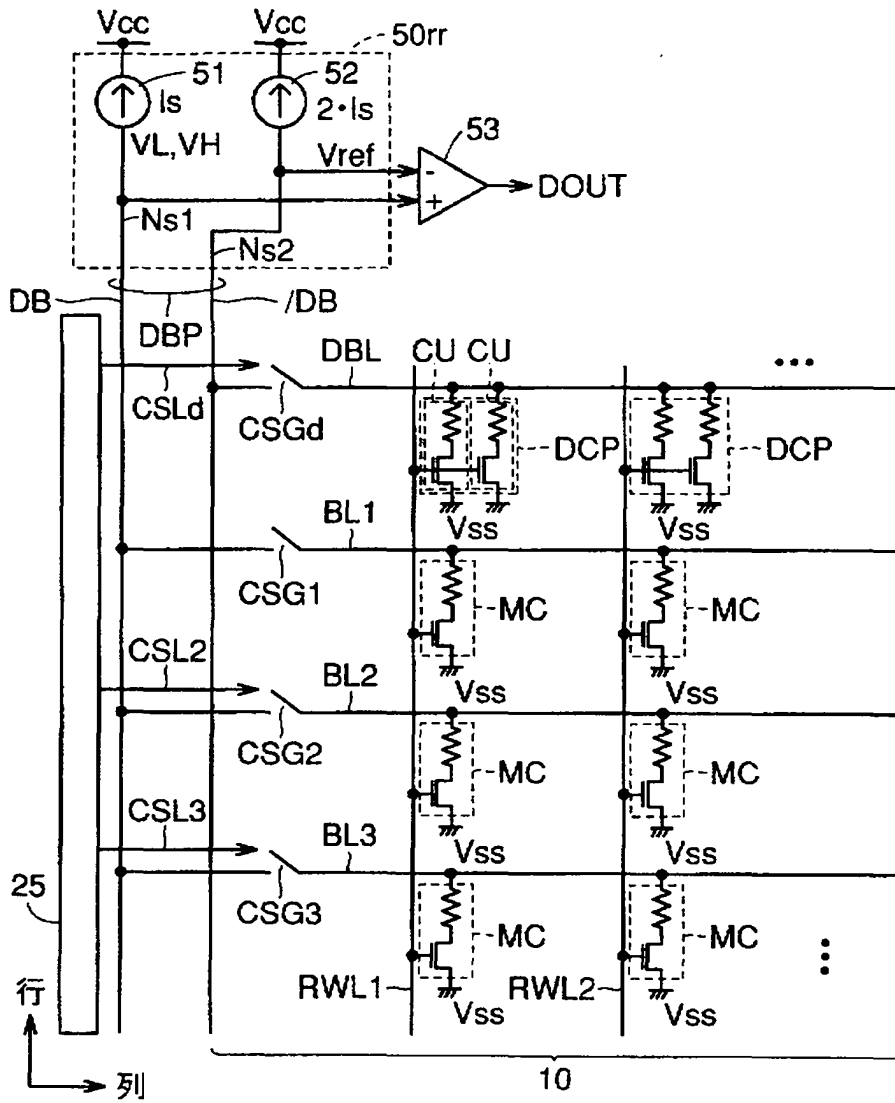 Vcc Vcc 50rr
51 52
Is 2·Is
VL,VH 53
Vref - DOUT
+
Ns1
Ns2
DB /DB
DBP DBL CU CU ...
CSLd CSGd DCP DCP
Vss Vss
BL1
CSG1 MC MC
CSL2 BL2 Vss Vss
CSG2 MC MC
CSL3 BL3 Vss Vss
25 CSG3 MC MC
RWL1 RWL2
行 Vss Vss
列 10